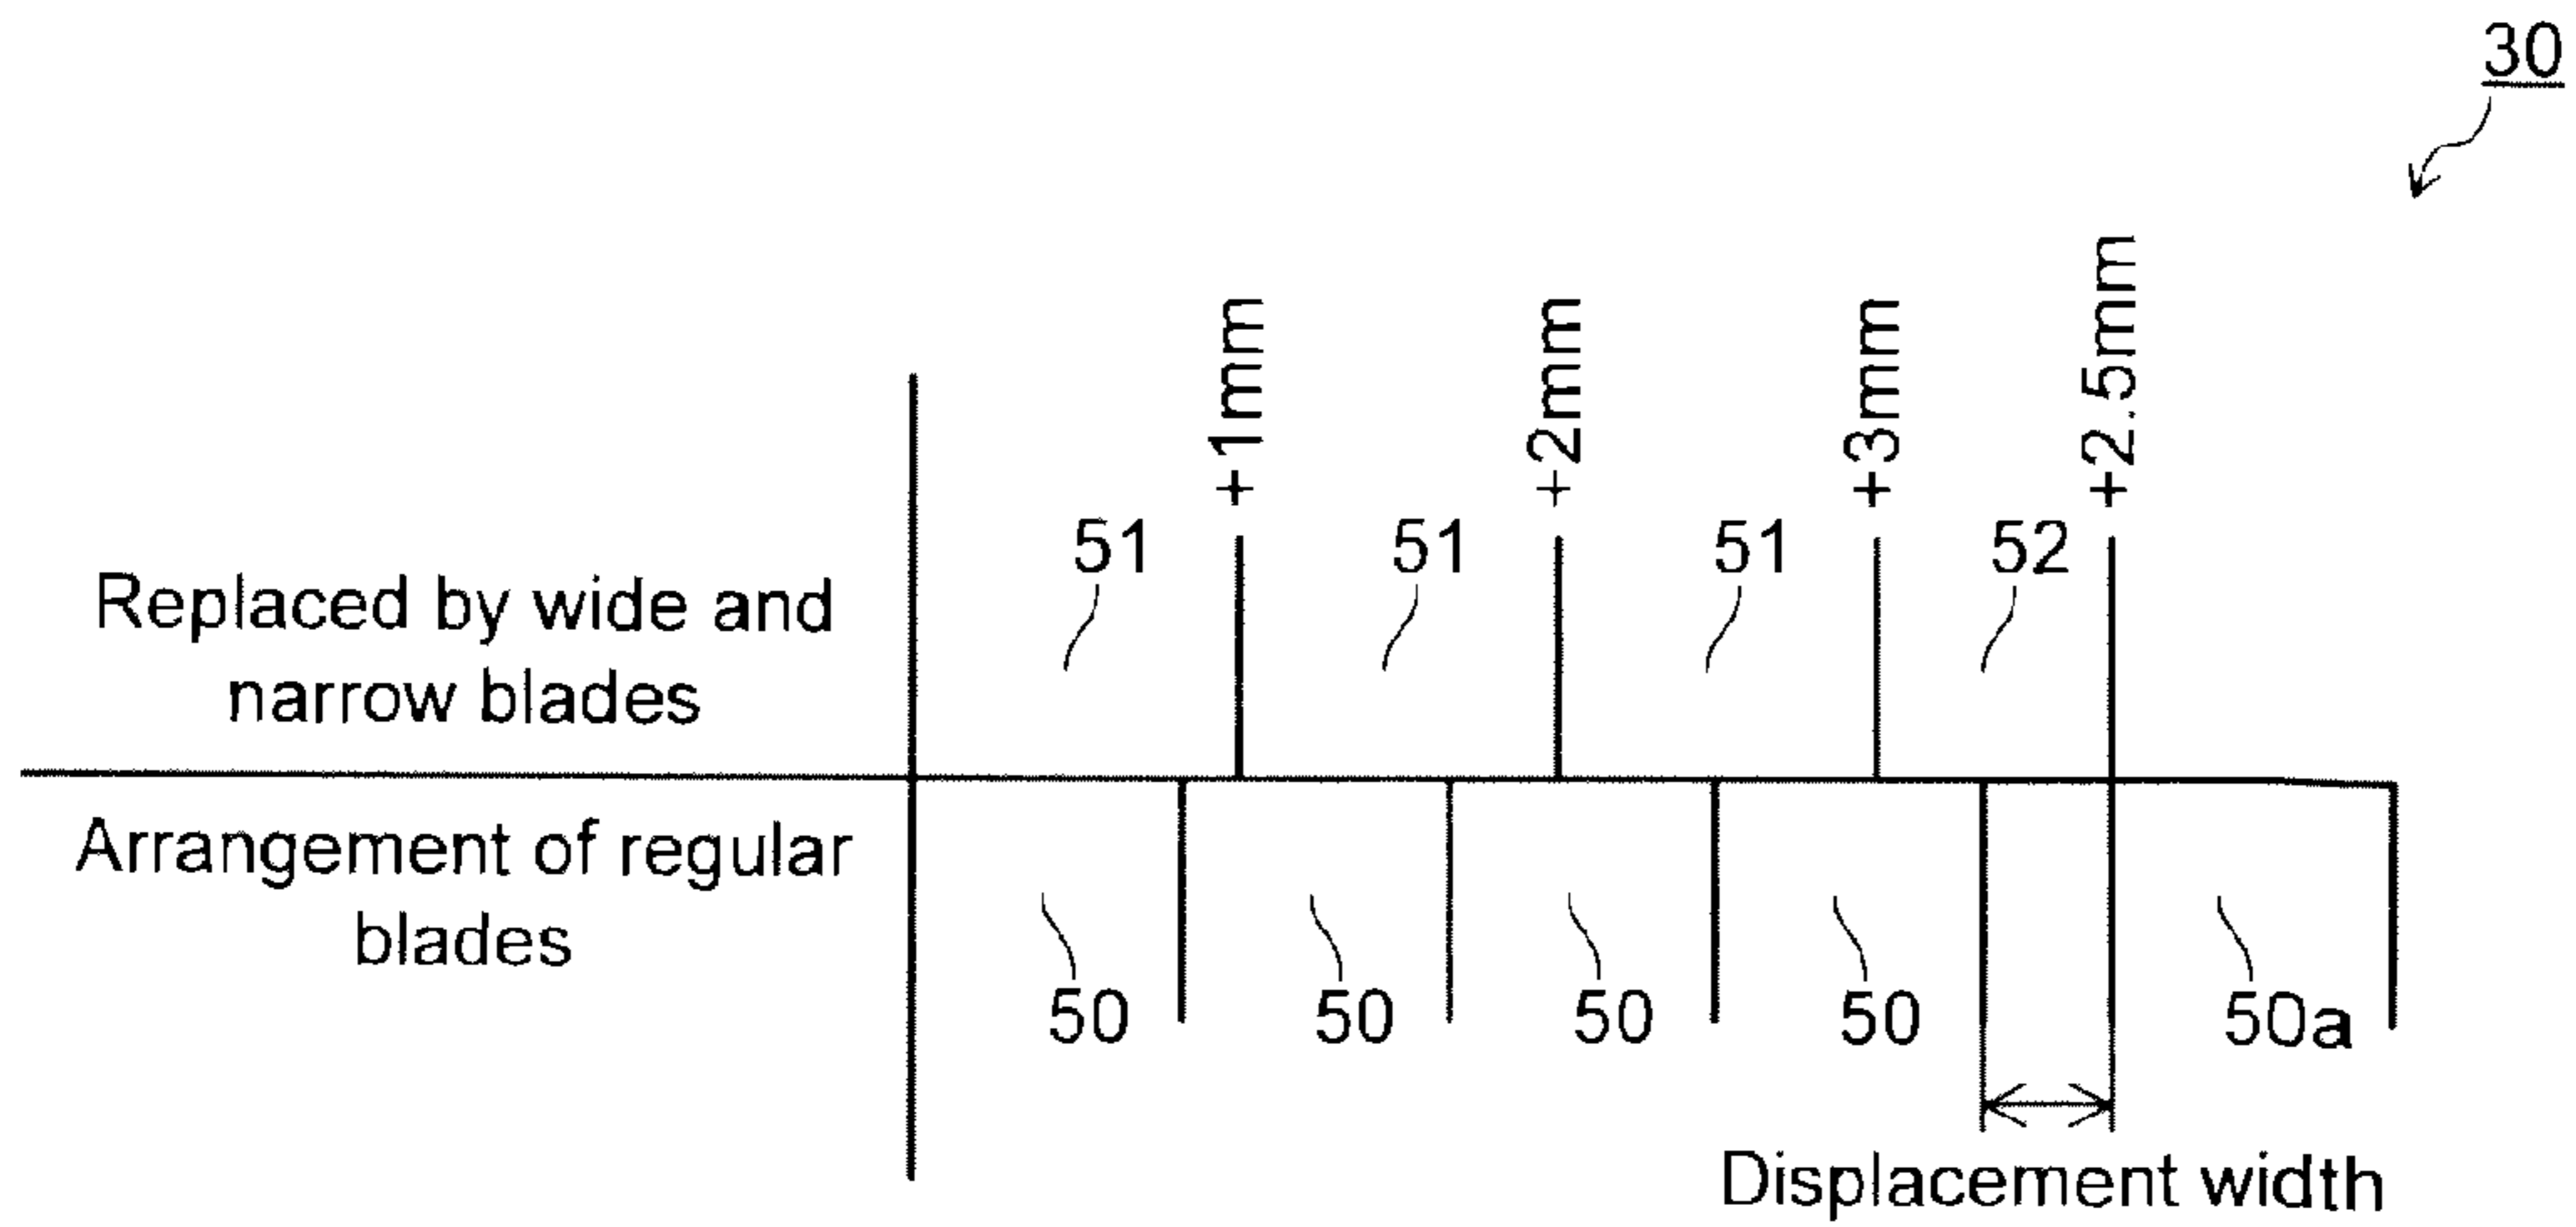 30
+1mm
+2mm
+3mm
+2.5mm
51
51
51
52
Replaced by wide and
narrow blades
Arrangement of regular
blades
50
50
50
50
50a
Displacement width